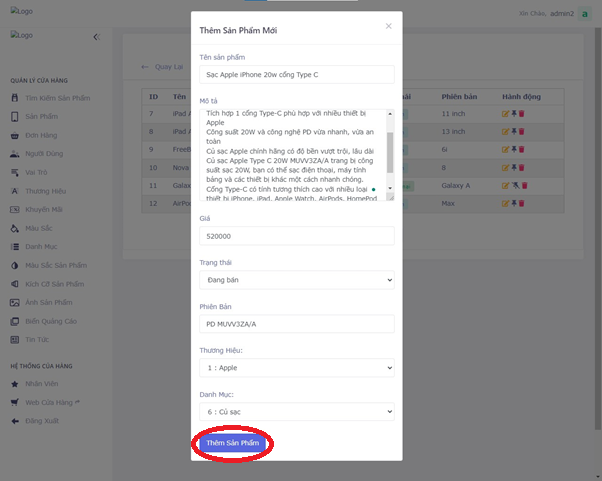 Logo
Xin Chào, admin2
a
Logo
Quay Lại
QUẢN LÝ CỬA HÀNG
Tìm Kiếm Sản Phẩm
Sản Phẩm
Đơn Hàng
Người Dùng
Vai Trò
Thương Hiệu
Khuyến Mãi
Màu Sắc
Danh Mục
Màu Sắc Sản Phẩm
Kích Cỡ Sản Phẩm
Ảnh Sản Phẩm
Biển Quảng Cáo
Tin Tức
HỆ THỐNG CỬA HÀNG
Nhân Viên
Web Cửa Hàng
Đăng Xuất
ID Tên Phiên bản Hành động
7 iPad 11 inch
8 iPad 13 inch
9 FreeB 6i
10 Nova 8
11 Galax Galaxy A
12 AirPo Max
Thêm Sản Phẩm Mới
×
Tên sản phẩm
Sạc Apple iPhone 20w cổng Type C
Mô tả
Tích hợp 1 cổng Type-C phù hợp với nhiều thiết bị
Apple
Công suất 20W và công nghệ PD vừa nhanh, vừa an
toàn
Củ sạc Apple chính hãng có độ bền vượt trội, lâu dài
Củ sạc Apple Type C 20W MUVV3ZA/A trang bị công
suất sạc 20W, bạn có thể sạc điện thoại, máy tính
bảng và các thiết bị khác một cách nhanh chóng.
Cổng Type-C có tính tương thích cao với nhiều loại
thiết bị iPhone, iPad, Apple Watch, AirPods, HomePod
Giá
520000
Trạng thái
Đang bán
Phiên Bản
PD MUVV3ZA/A
Thương Hiệu:
1 : Apple
Danh Mục:
6 : Củ sạc
Thêm Sản Phẩm